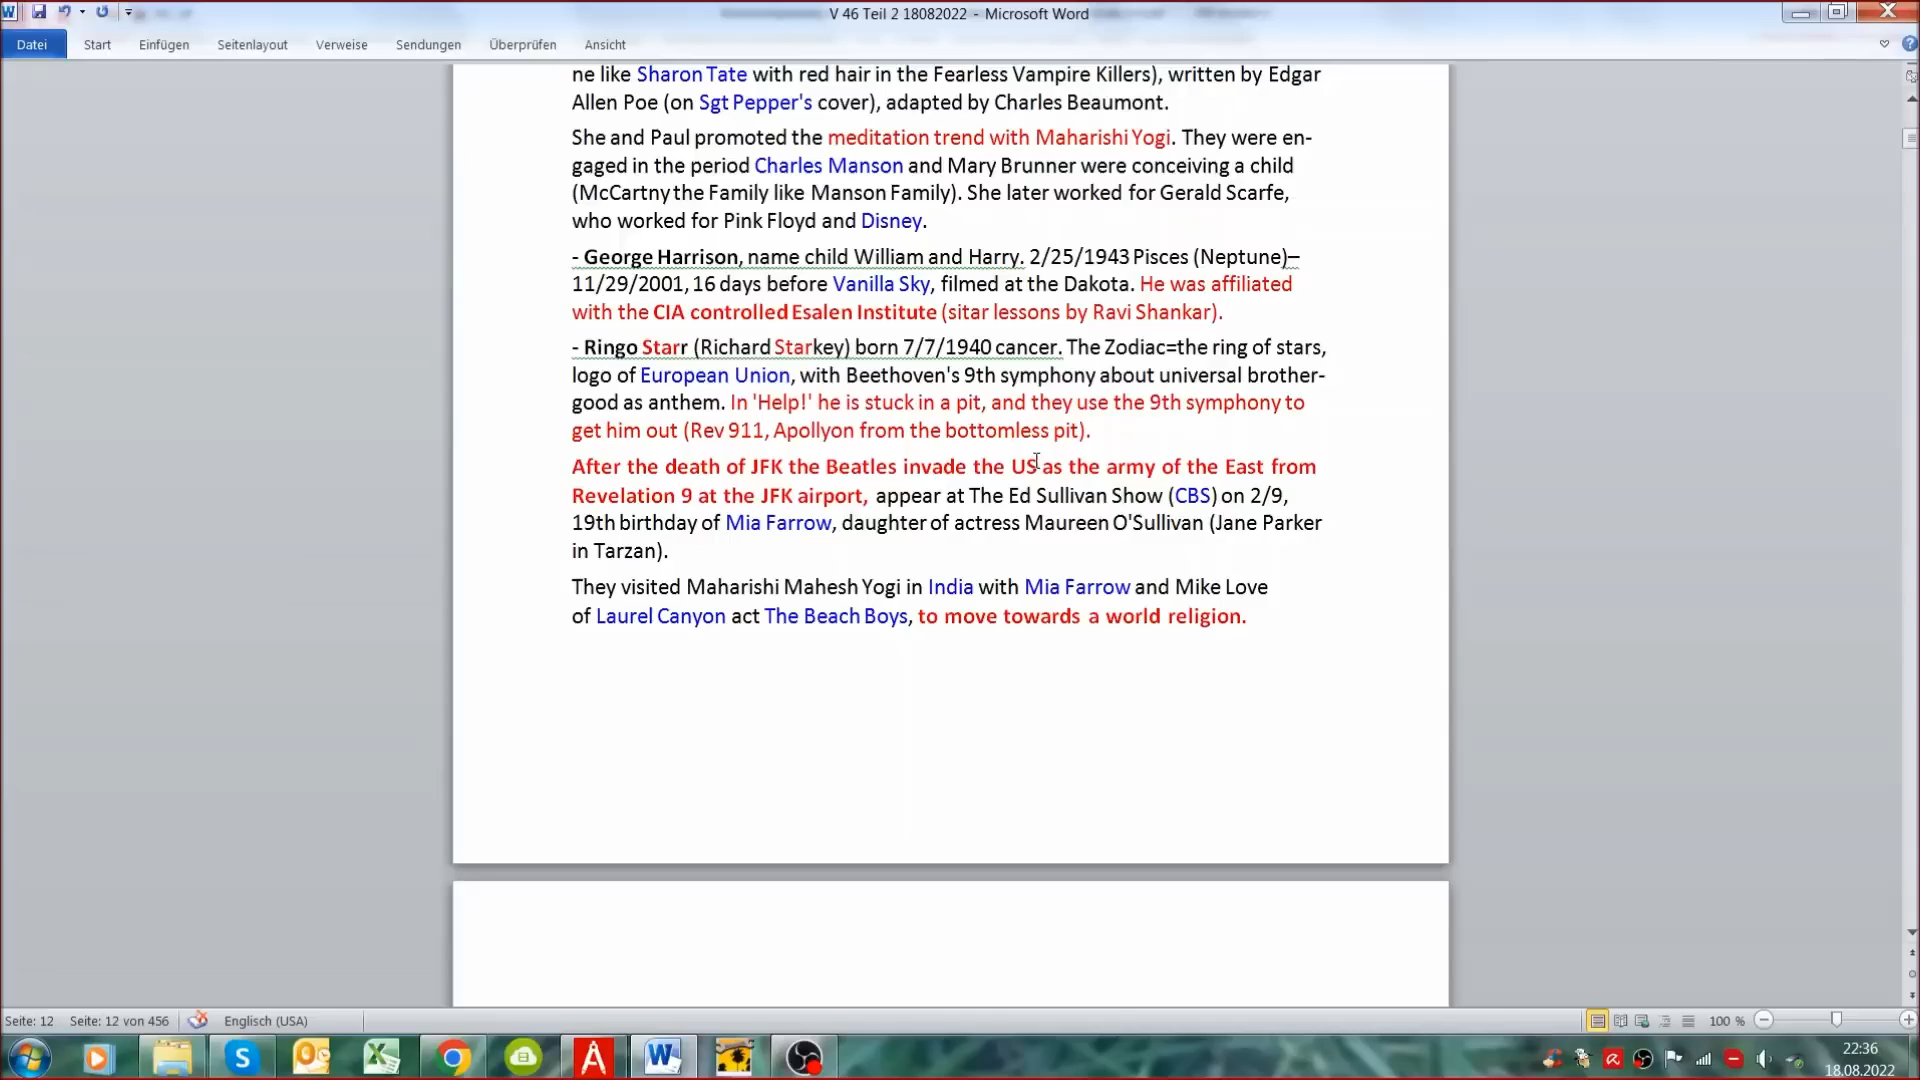 V 46 Teil 2 18082022 - Microsoft Word
Datei Start Einfügen Seitenlayout Verweise Sendungen Überprüfen Ansicht
ne like Sharon Tate with red hair in the Fearless Vampire Killers), written by Edgar
Allen Poe (on Sgt Pepper's cover), adapted by Charles Beaumont.
She and Paul promoted the meditation trend with Maharishi Yogi. They were en-
gaged in the period Charles Manson and Mary Brunner were conceiving a child
(McCartny the Family like Manson Family). She later worked for Gerald Scarfe,
who worked for Pink Floyd and Disney.
- George Harrison, name child William and Harry. 2/25/1943 Pisces (Neptune)–
11/29/2001, 16 days before Vanilla Sky, filmed at the Dakota. He was affiliated
with the CIA controlled Esalen Institute (sitar lessons by Ravi Shankar).
- Ringo Starr (Richard Starkey) born 7/7/1940 cancer. The Zodiac=the ring of stars,
logo of European Union, with Beethoven's 9th symphony about universal brother-
good as anthem. In 'Help!' he is stuck in a pit, and they use the 9th symphony to
get him out (Rev 911, Apollyon from the bottomless pit).
After the death of JFK the Beatles invade the US as the army of the East from
Revelation 9 at the JFK airport, appear at The Ed Sullivan Show (CBS) on 2/9,
19th birthday of Mia Farrow, daughter of actress Maureen O'Sullivan (Jane Parker
in Tarzan).
They visited Maharishi Mahesh Yogi in India with Mia Farrow and Mike Love
of Laurel Canyon act The Beach Boys, to move towards a world religion.
Seite: 12 Seite: 12 von 456 Englisch (USA) 100 %
22:36
18.08.2022